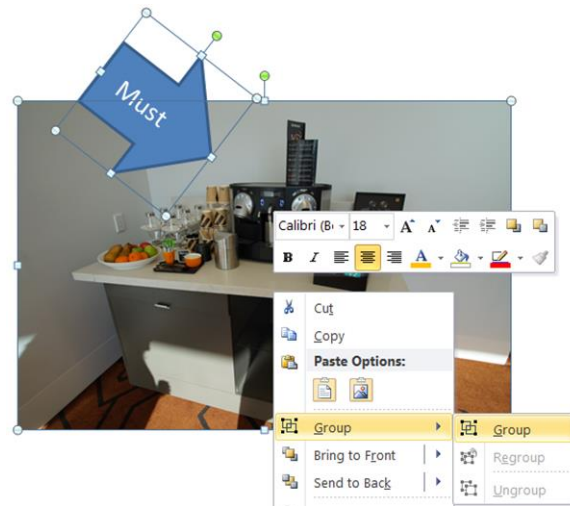 Must
Calibri (B
18
A A
B I A
Cut
Copy
Paste Options:
Group
Group
Bring to Front
Regroup
Send to Back
Ungroup